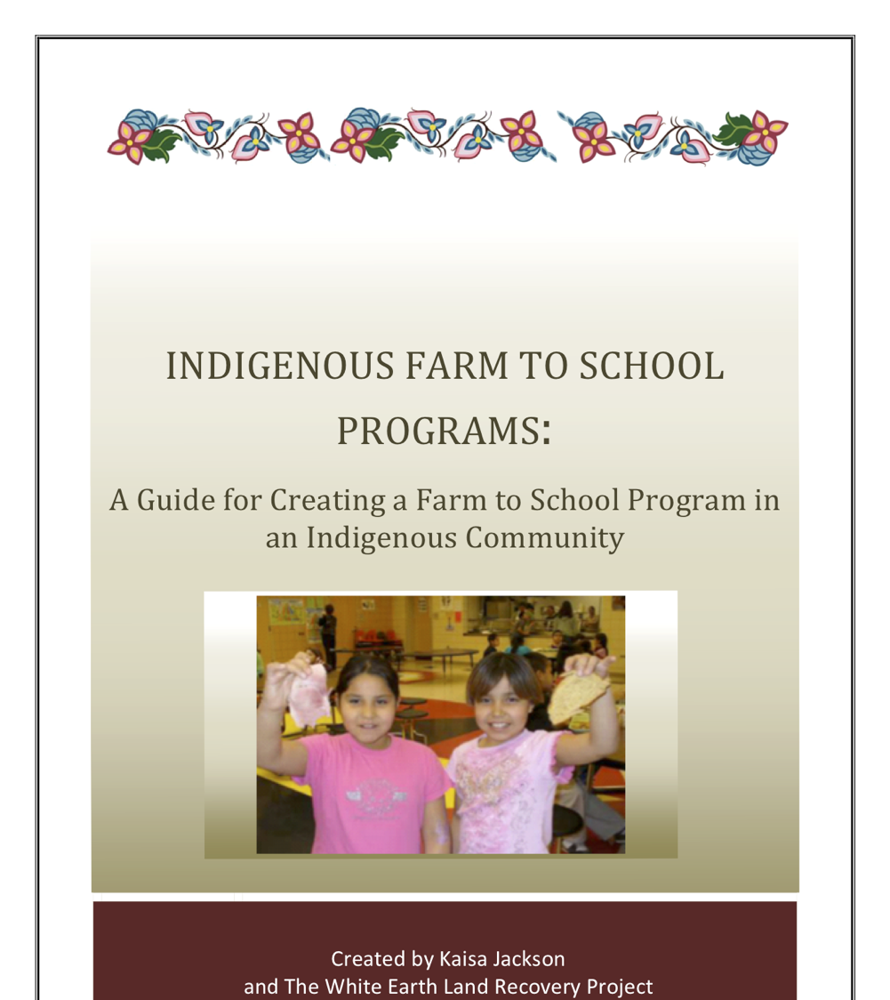 INDIGENOUS FARM TO SCHOOL
PROGRAMS:
A Guide for Creating a Farm to School Program in
an Indigenous Community
Created by Kaisa Jackson
and The White Earth Land Recovery Project